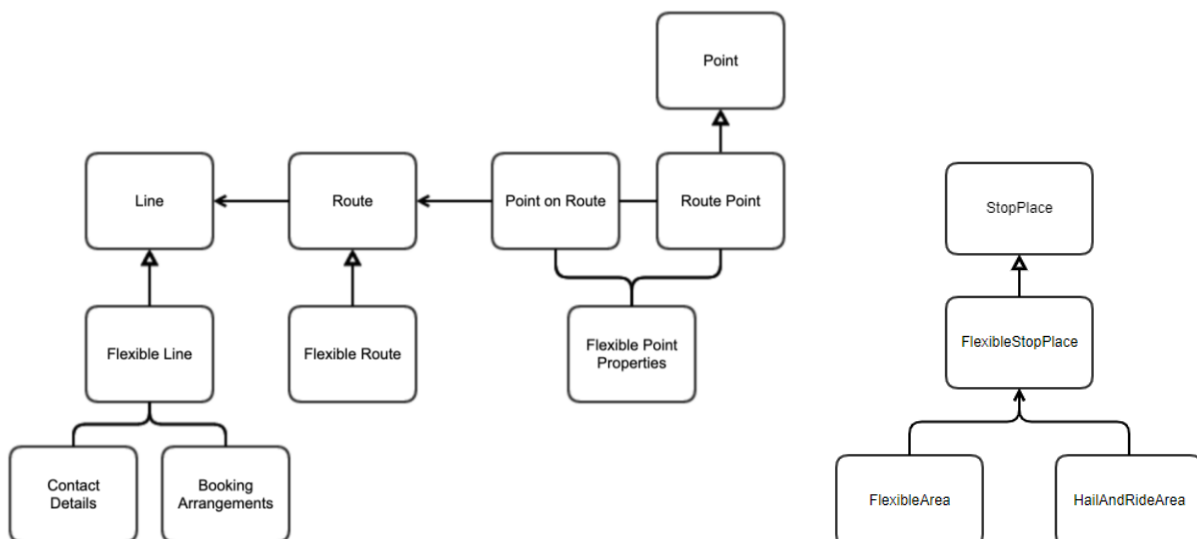 Point
Line
Route
Point on Route
Route Point
StopPlace
Flexible Line
Flexible Route
Flexible Point
Properties
FlexibleStopPlace
Contact
Details
Booking
Arrangements
FlexibleArea
HailAndRideArea